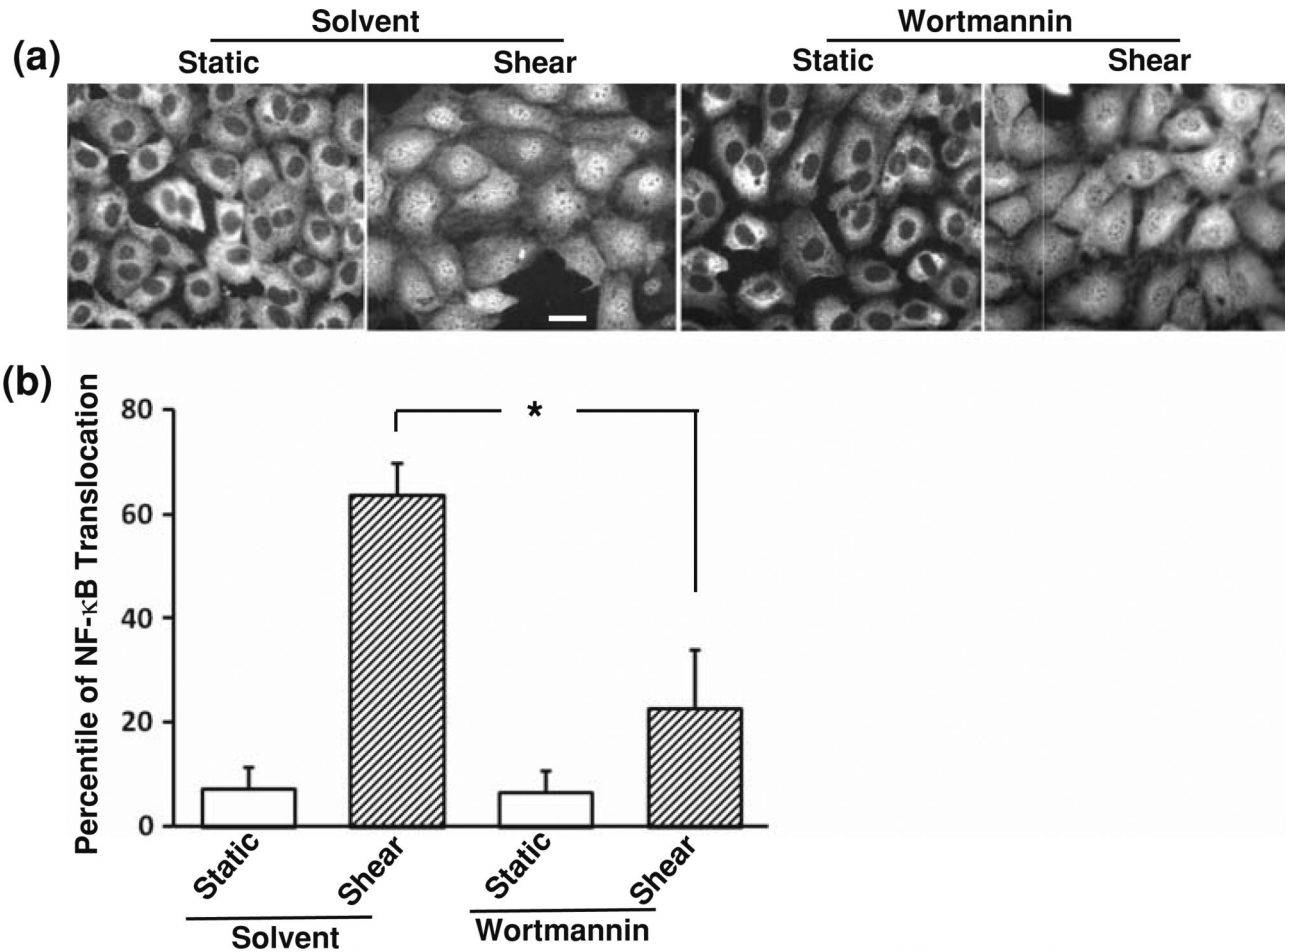 Solvent Wortmannin
(a) Static Shear Static Shear
(b)
Percentile of NF-κB Translocation
80
60
40
20
0
*
Static Shear Static Shear
Solvent Wortmannin